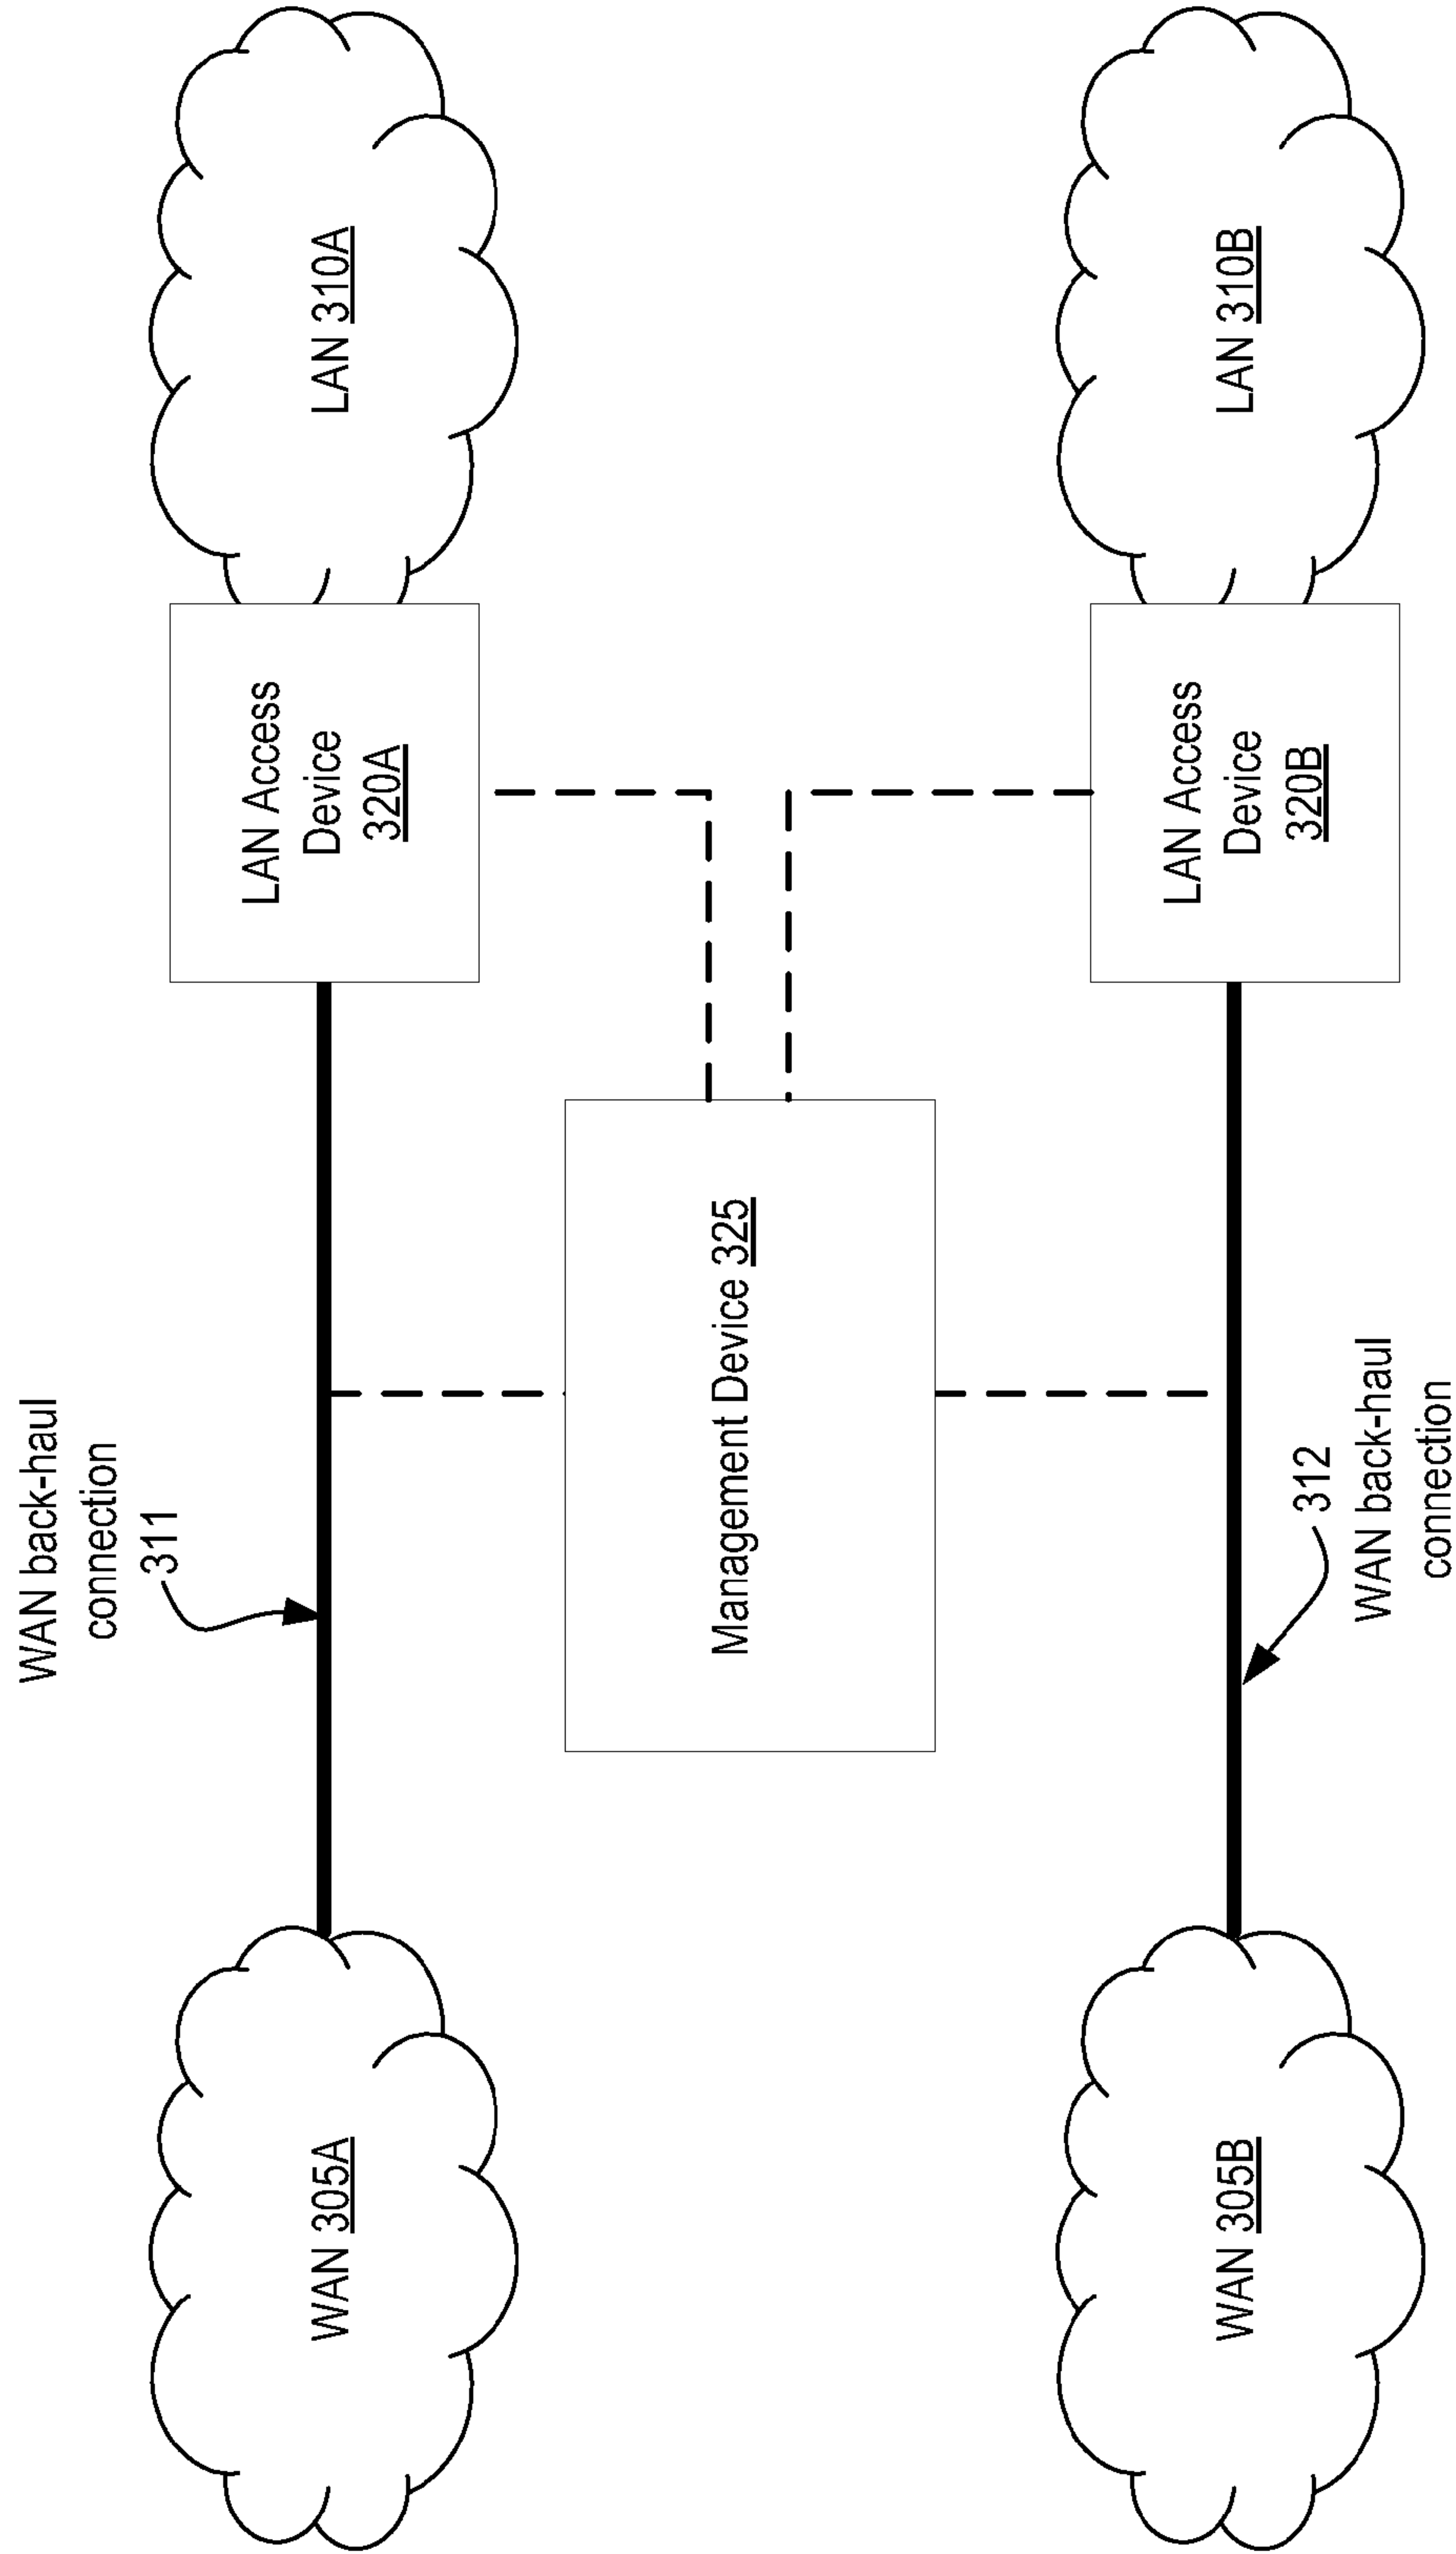 WAN back-haul
connection
311
WAN 305A
LAN Access
Device
320A
LAN 310A
Management Device 325
WAN 305B
LAN Access
Device
320B
LAN 310B
312
WAN back-haul
connection